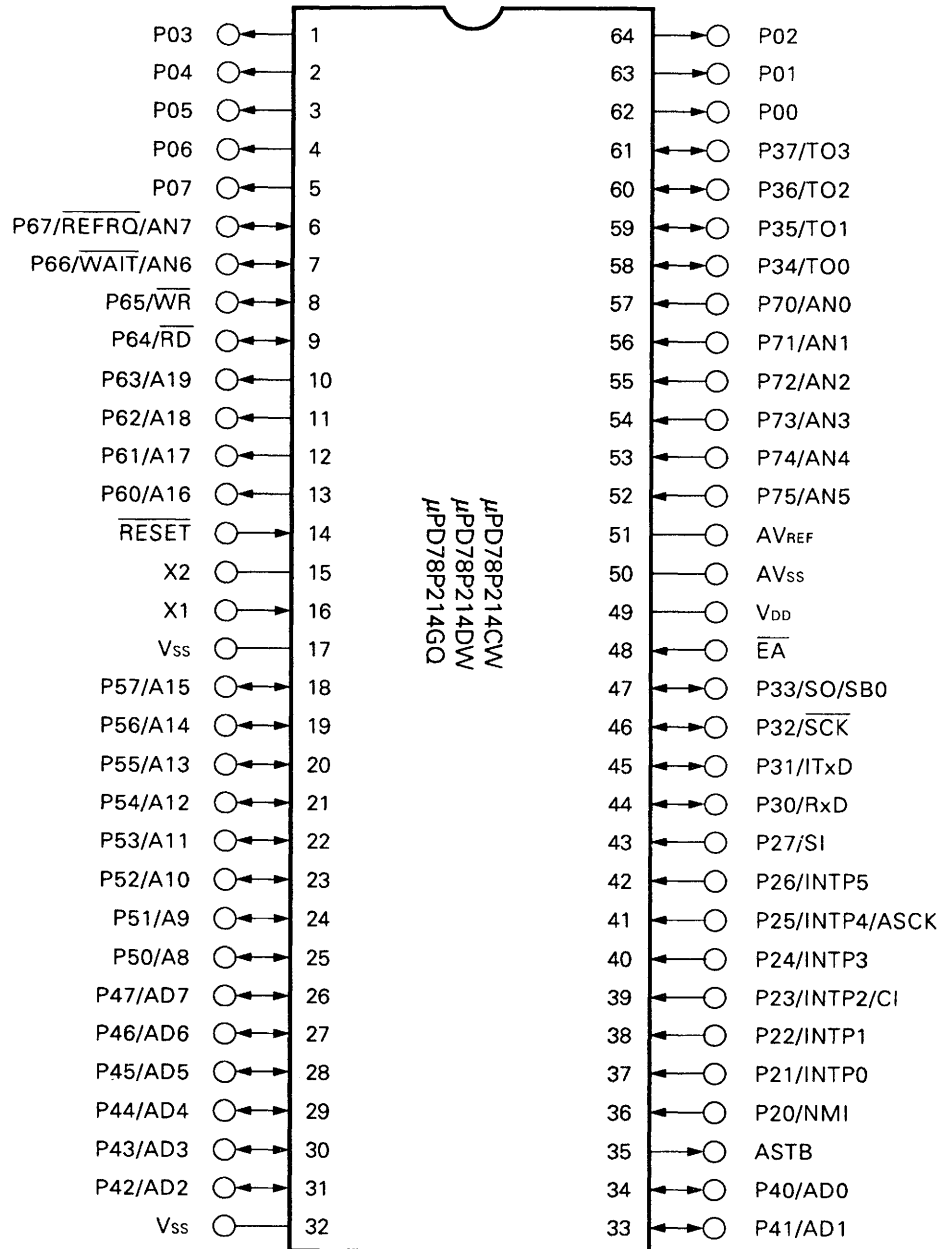 P03 1 64 P02
P04 2 63 P01
P05 3 62 P00
P06 4 61 P37/TO3
P07 5 60 P36/TO2
P67/REFRQ/AN7 6 59 P35/TO1
P66/WAIT/AN6 7 58 P34/TO0
P65/WR 8 57 P70/AN0
P64/RD 9 56 P71/AN1
P63/A19 10 55 P72/AN2
P62/A18 11 54 P73/AN3
P61/A17 12 53 P74/AN4
P60/A16 13 52 P75/AN5
RESET 14 51 AVREF
X2 15 50 AVss
X1 16 49 VDD
Vss 17 48 EA
P57/A15 18 47 P33/SO/SB0
P56/A14 19 46 P32/SCK
P55/A13 20 45 P31/ITxD
P54/A12 21 44 P30/RxD
P53/A11 22 43 P27/SI
P52/A10 23 42 P26/INTP5
P51/A9 24 41 P25/INTP4/ASCK
P50/A8 25 40 P24/INTP3
P47/AD7 26 39 P23/INTP2/CI
P46/AD6 27 38 P22/INTP1
P45/AD5 28 37 P21/INTP0
P44/AD4 29 36 P20/NMI
P43/AD3 30 35 ASTB
P42/AD2 31 34 P40/AD0
Vss 32 33 P41/AD1
μPD78P214CW
μPD78P214DW
μPD78P214GQ